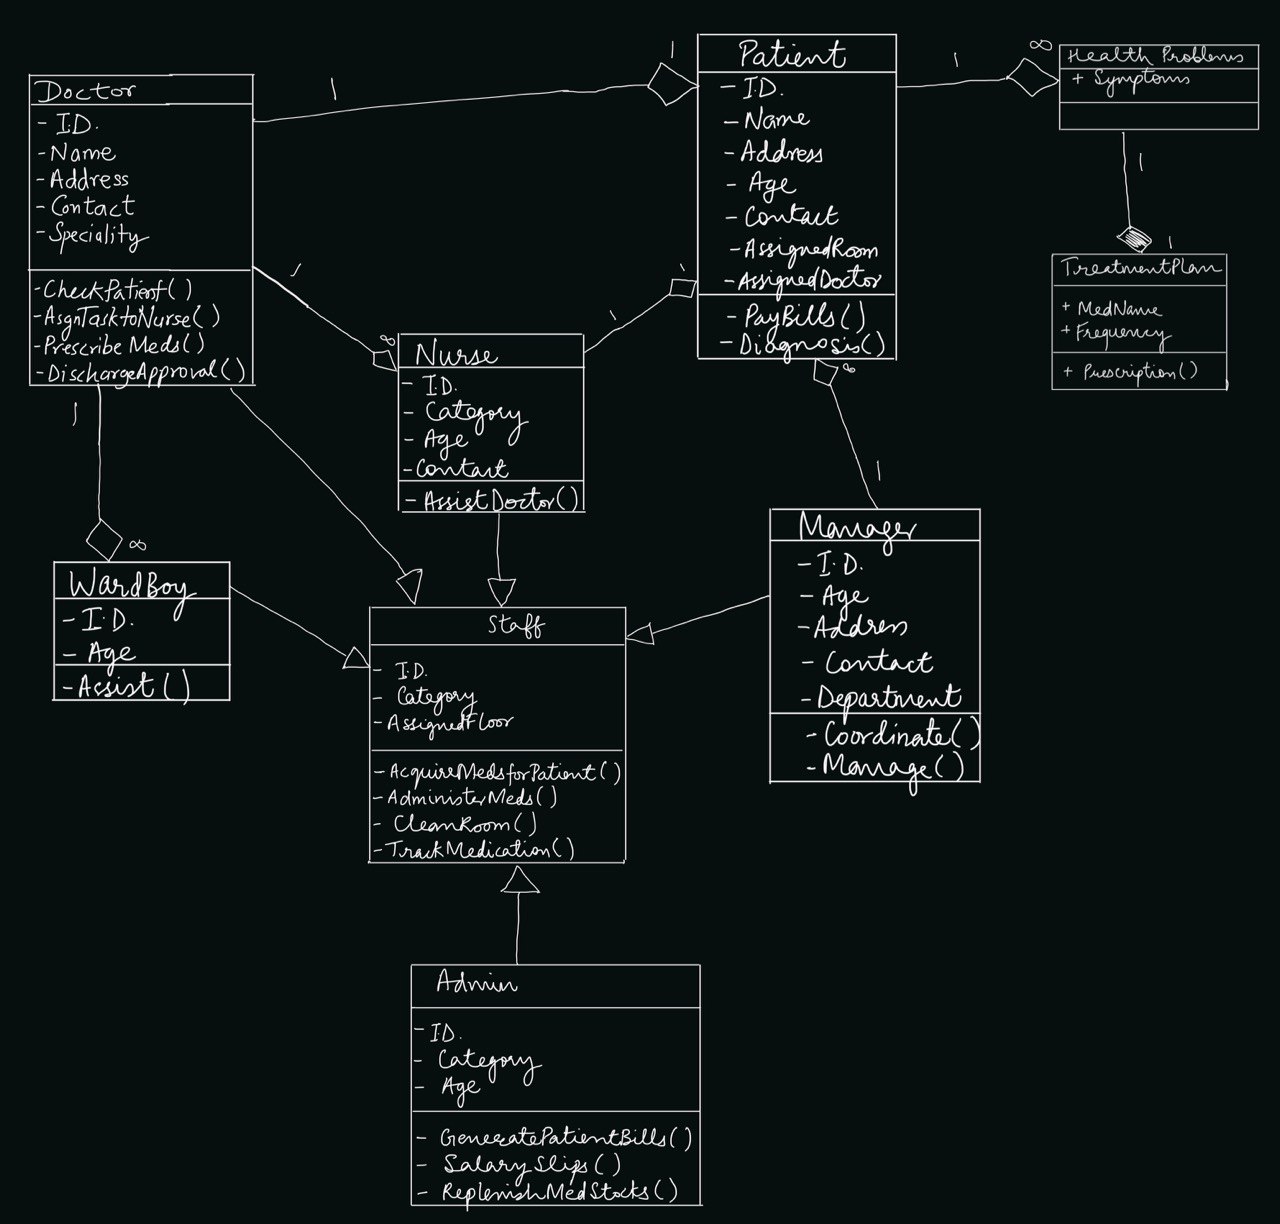 Doctor
- I.D.
- Name
- Address
- Contact
- Speciality
- CheckPatient()
- AsgnTasktoNurse()
- Prescribe Meds()
- DischargeApproval()
1
1
Patient
- I.D.
- Name
- Address
- Age
- Contact
- AssignedRoom
- AssignedDoctor
- PayBills()
- Diagnosis()
1
∞
Health Problems
+ Symptoms
1
1
TreatmentPlan
+ MedName
+ Frequency
+ Prescription()
1
∞
Nurse
- I.D.
- Category
- Age
- Contact
- AssistDoctor()
1
1
∞
1
Manager
- I.D.
- Age
- Address
- Contact
- Department
- Coordinate()
- Manage()
1
∞
WardBoy
- I.D.
- Age
- Assist()
Staff
- I.D.
- Category
- AssignedFloor
- AcquireMedsforPatient()
- AdministerMeds()
- CleanRoom()
- TrackMedication()
Admin
- ID.
- Category
- Age
- GeneratePatientBills()
- SalarySlips()
- ReplenishMedStocks()